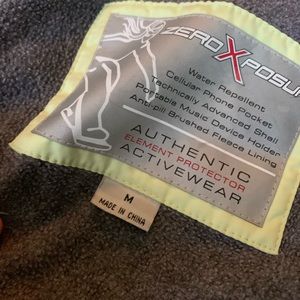 ZEROXPOSUR
Water Repellent
Cellular Phone Pocket
Technically Advanced Shell
Portable Music Device Holder
Anti-pill Brushed Fleece Lining
AUTHENTIC
ELEMENT PROTECTOR
ACTIVEWEAR
M
MADE IN CHINA